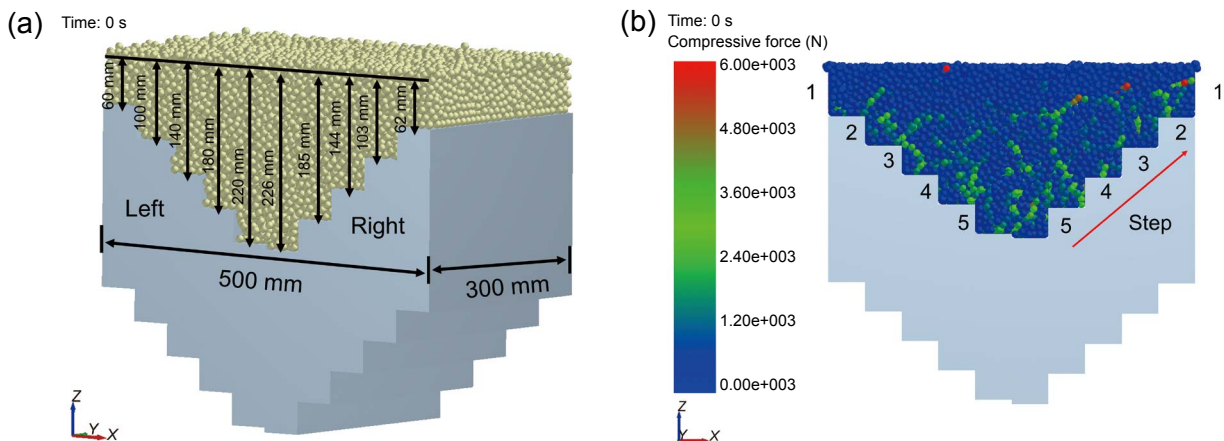 (a)
Time: 0 s
60 mm
100 mm
140 mm
180 mm
220 mm
226 mm
185 mm
144 mm
103 mm
62 mm
Left
Right
500 mm
300 mm
Z
Y
X
(b)
Time: 0 s
Compressive force (N)
6.00e+003
4.80e+003
3.60e+003
2.40e+003
1.20e+003
0.00e+003
1
1
2
2
3
3
4
4
5
5
Step
Z
Y
X